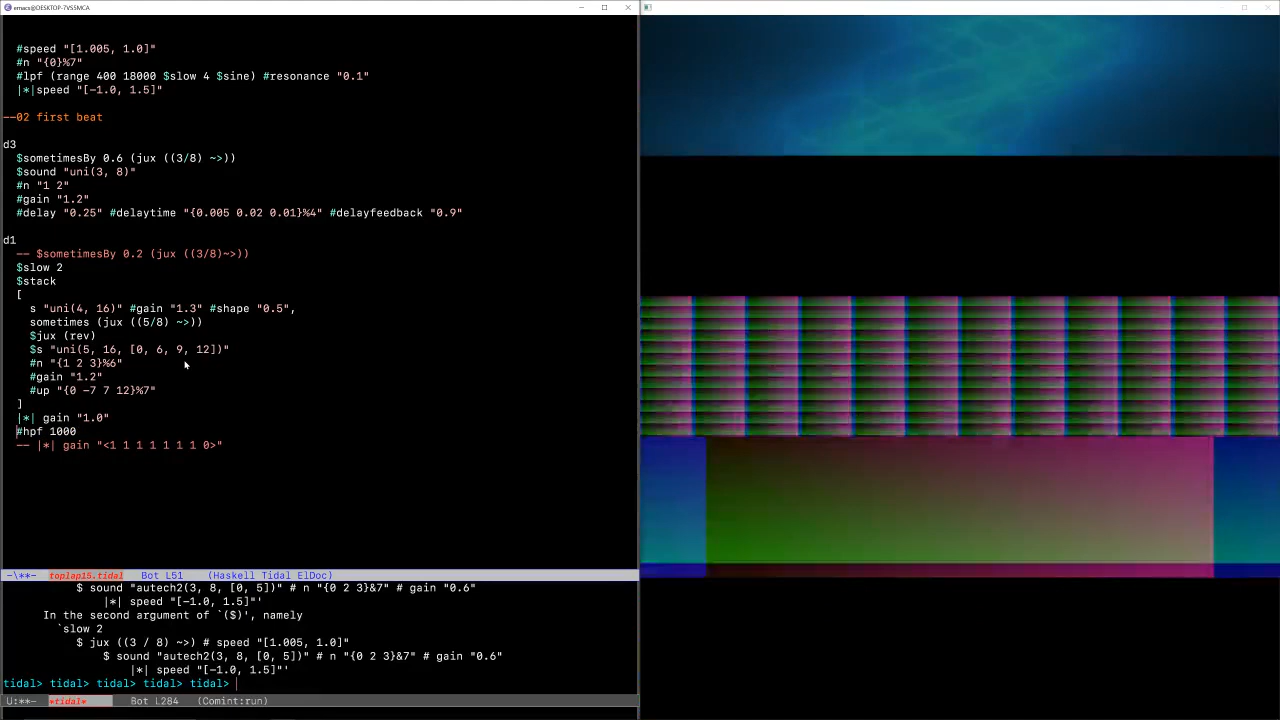 emacs@DESKTOP-7VS5MCA
#speed "[1.005, 1.0]"
#n "{0}%7"
#lpf (range 400 18000 $slow 4 $sine) #resonance "0.1"
|*|speed "[-1.0, 1.5]"
--02 first beat
d3
$sometimesBy 0.6 (jux ((3/8) ~>))
$sound "uni(3, 8)"
#n "1 2"
#gain "1.2"
#delay "0.25" #delaytime "{0.005 0.02 0.01}%4" #delayfeedback "0.9"
d1
-- $sometimesBy 0.2 (jux ((3/8)~>))
$slow 2
$stack
[
s "uni(4, 16)" #gain "1.3" #shape "0.5",
sometimes (jux ((5/8) ~>))
$jux (rev)
$s "uni(5, 16, [0, 6, 9, 12])"
#n "{1 2 3}%6"
#gain "1.2"
#up "{0 -7 7 12}%7"
]
|*| gain "1.0"
#hpf 1000
-- |*| gain "<1 1 1 1 1 1 1 0>"
-\**- toplap15.tidal Bot L51 (Haskell Tidal ElDoc)
$ sound "autech2(3, 8, [0, 5])" # n "{0 2 3}&7" # gain "0.6"
|*| speed "[-1.0, 1.5]"'
In the second argument of `($)', namely
`slow 2
$ jux ((3 / 8) ~>) # speed "[1.005, 1.0]"
$ sound "autech2(3, 8, [0, 5])" # n "{0 2 3}&7" # gain "0.6"
|*| speed "[-1.0, 1.5]"'
tidal> tidal> tidal> tidal> tidal>
U:**- *tidal* Bot L284 (Comint:run)